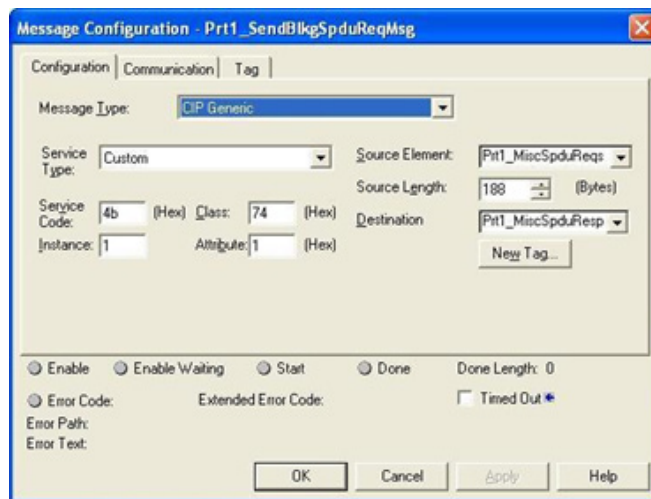 Message Configuration - Prt1_SendBlkgSpduReqMsg
Configuration Communication Tag
Message Type: CIP Generic
Service Type: Custom
Source Element: Prt1_MiscSpduReqs
Source Length: 188 (Bytes)
Service Code: 4b (Hex) Class: 74 (Hex)
Destination Prt1_MiscSpduResp
Instance: 1 Attribute: 1 (Hex)
New Tag...
Enable Enable Waiting Start Done Done Length: 0
Error Code: Extended Error Code: Timed Out
Error Path:
Error Text:
OK Cancel Apply Help